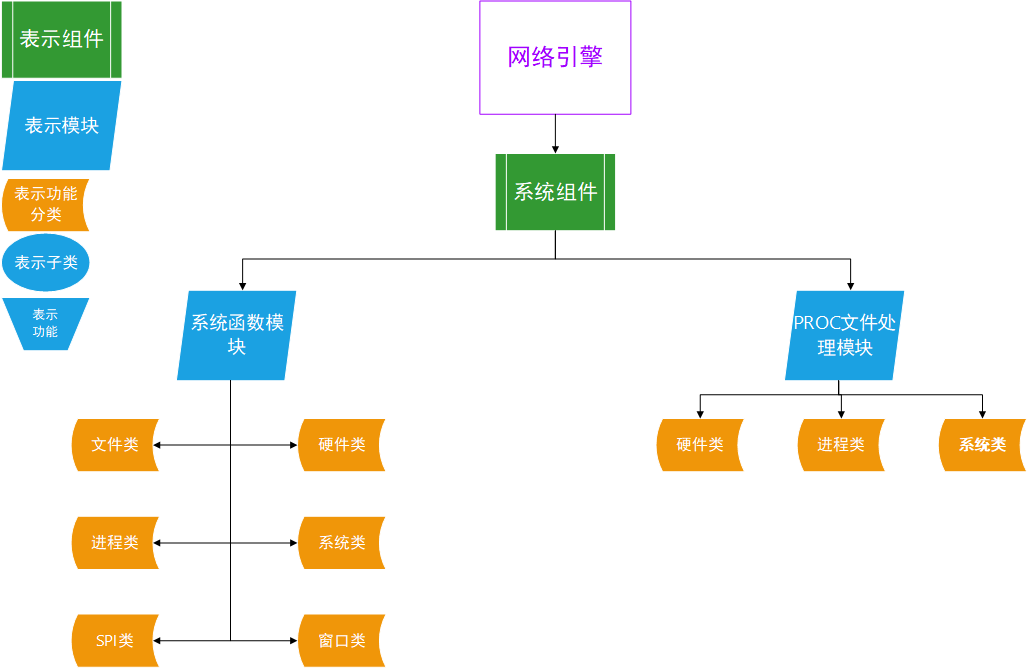 表示组件
表示模块
表示功能
分类
表示子类
表示
功能
网络引擎
系统组件
系统函数模
块
PROC文件处
理模块
文件类
硬件类
进程类
系统类
SPI类
窗口类
硬件类
进程类
系统类